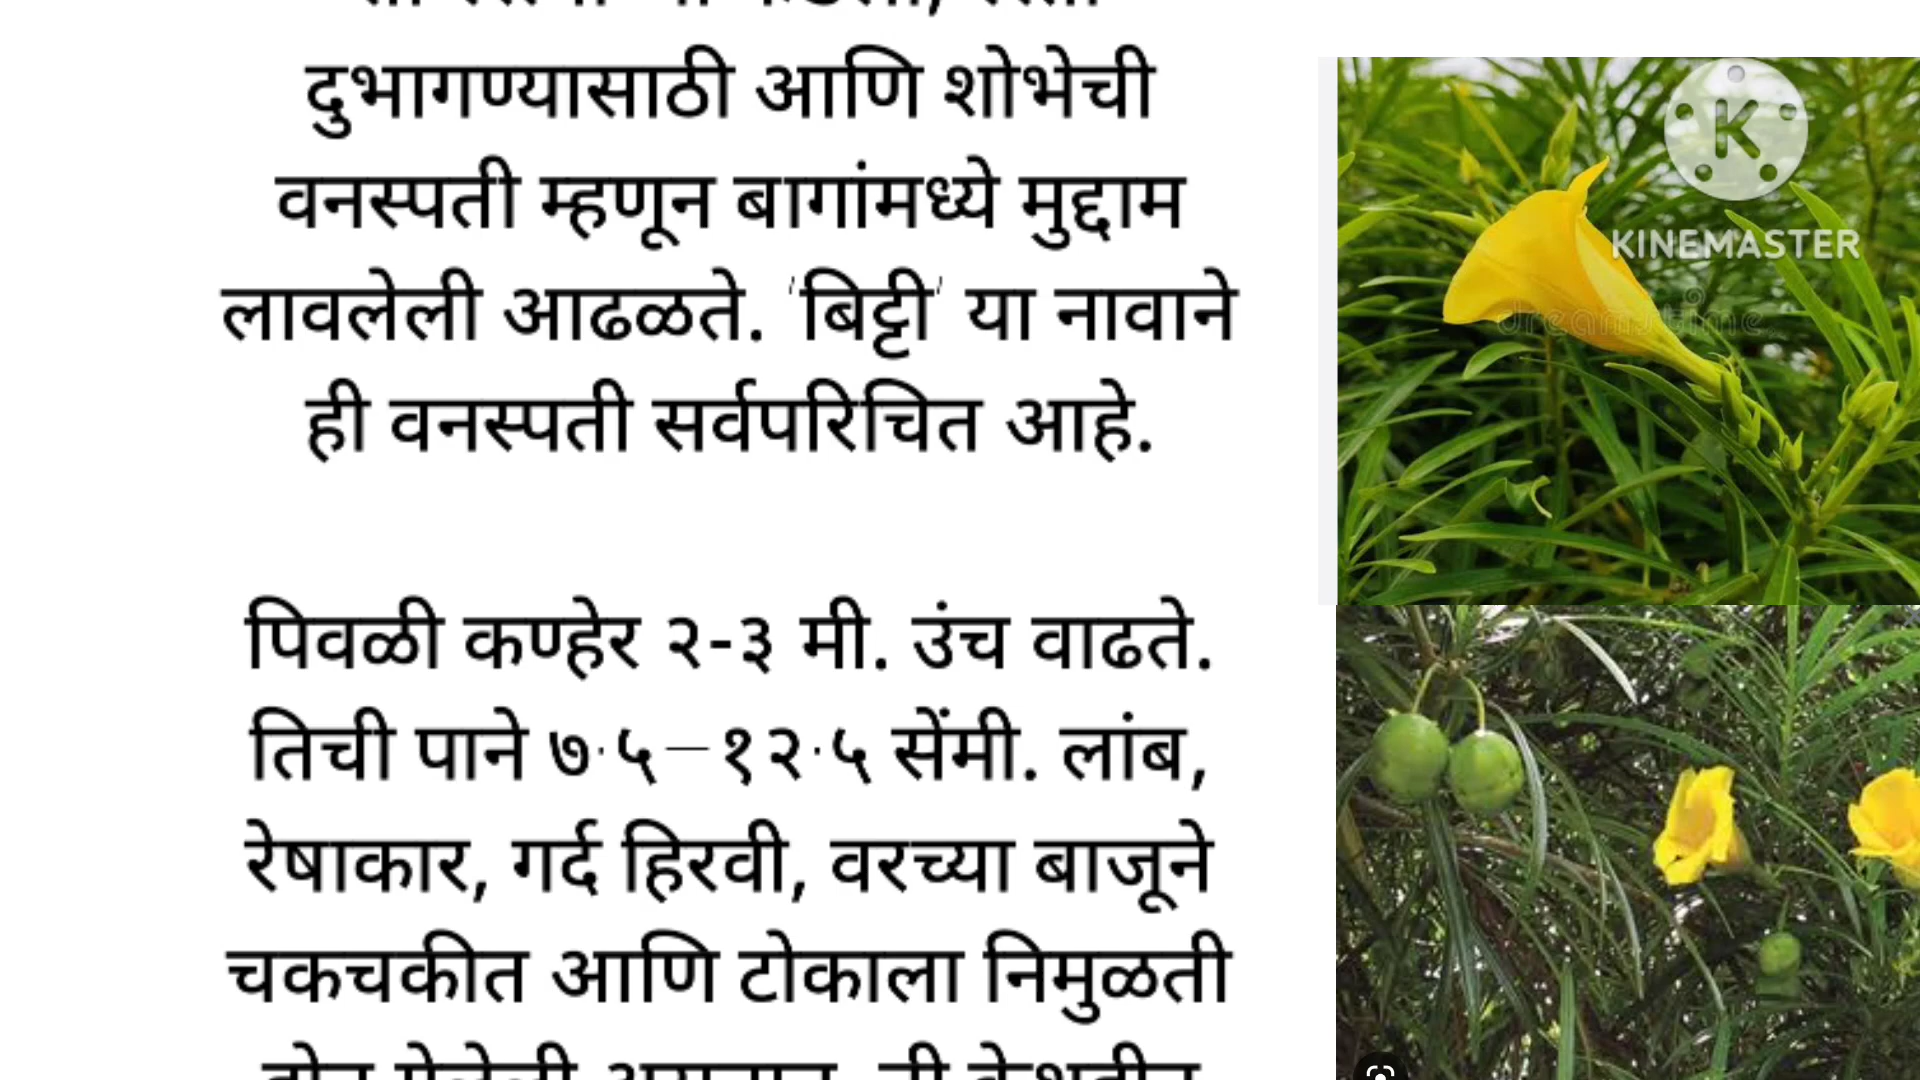 दुभागण्यासाठी आणि शोभेची
वनस्पती म्हणून बागांमध्ये मुद्दाम
लावलेली आढळते. 'बिट्टी' या नावाने
ही वनस्पती सर्वपरिचित आहे.
पिवळी कण्हेर २-३ मी. उंच वाढते.
तिची पाने ७·५—१२·५ सेंमी. लांब,
रेषाकार, गर्द हिरवी, वरच्या बाजूने
चकचकीत आणि टोकाला निमुळती
K
KINEMASTER
dreamstime